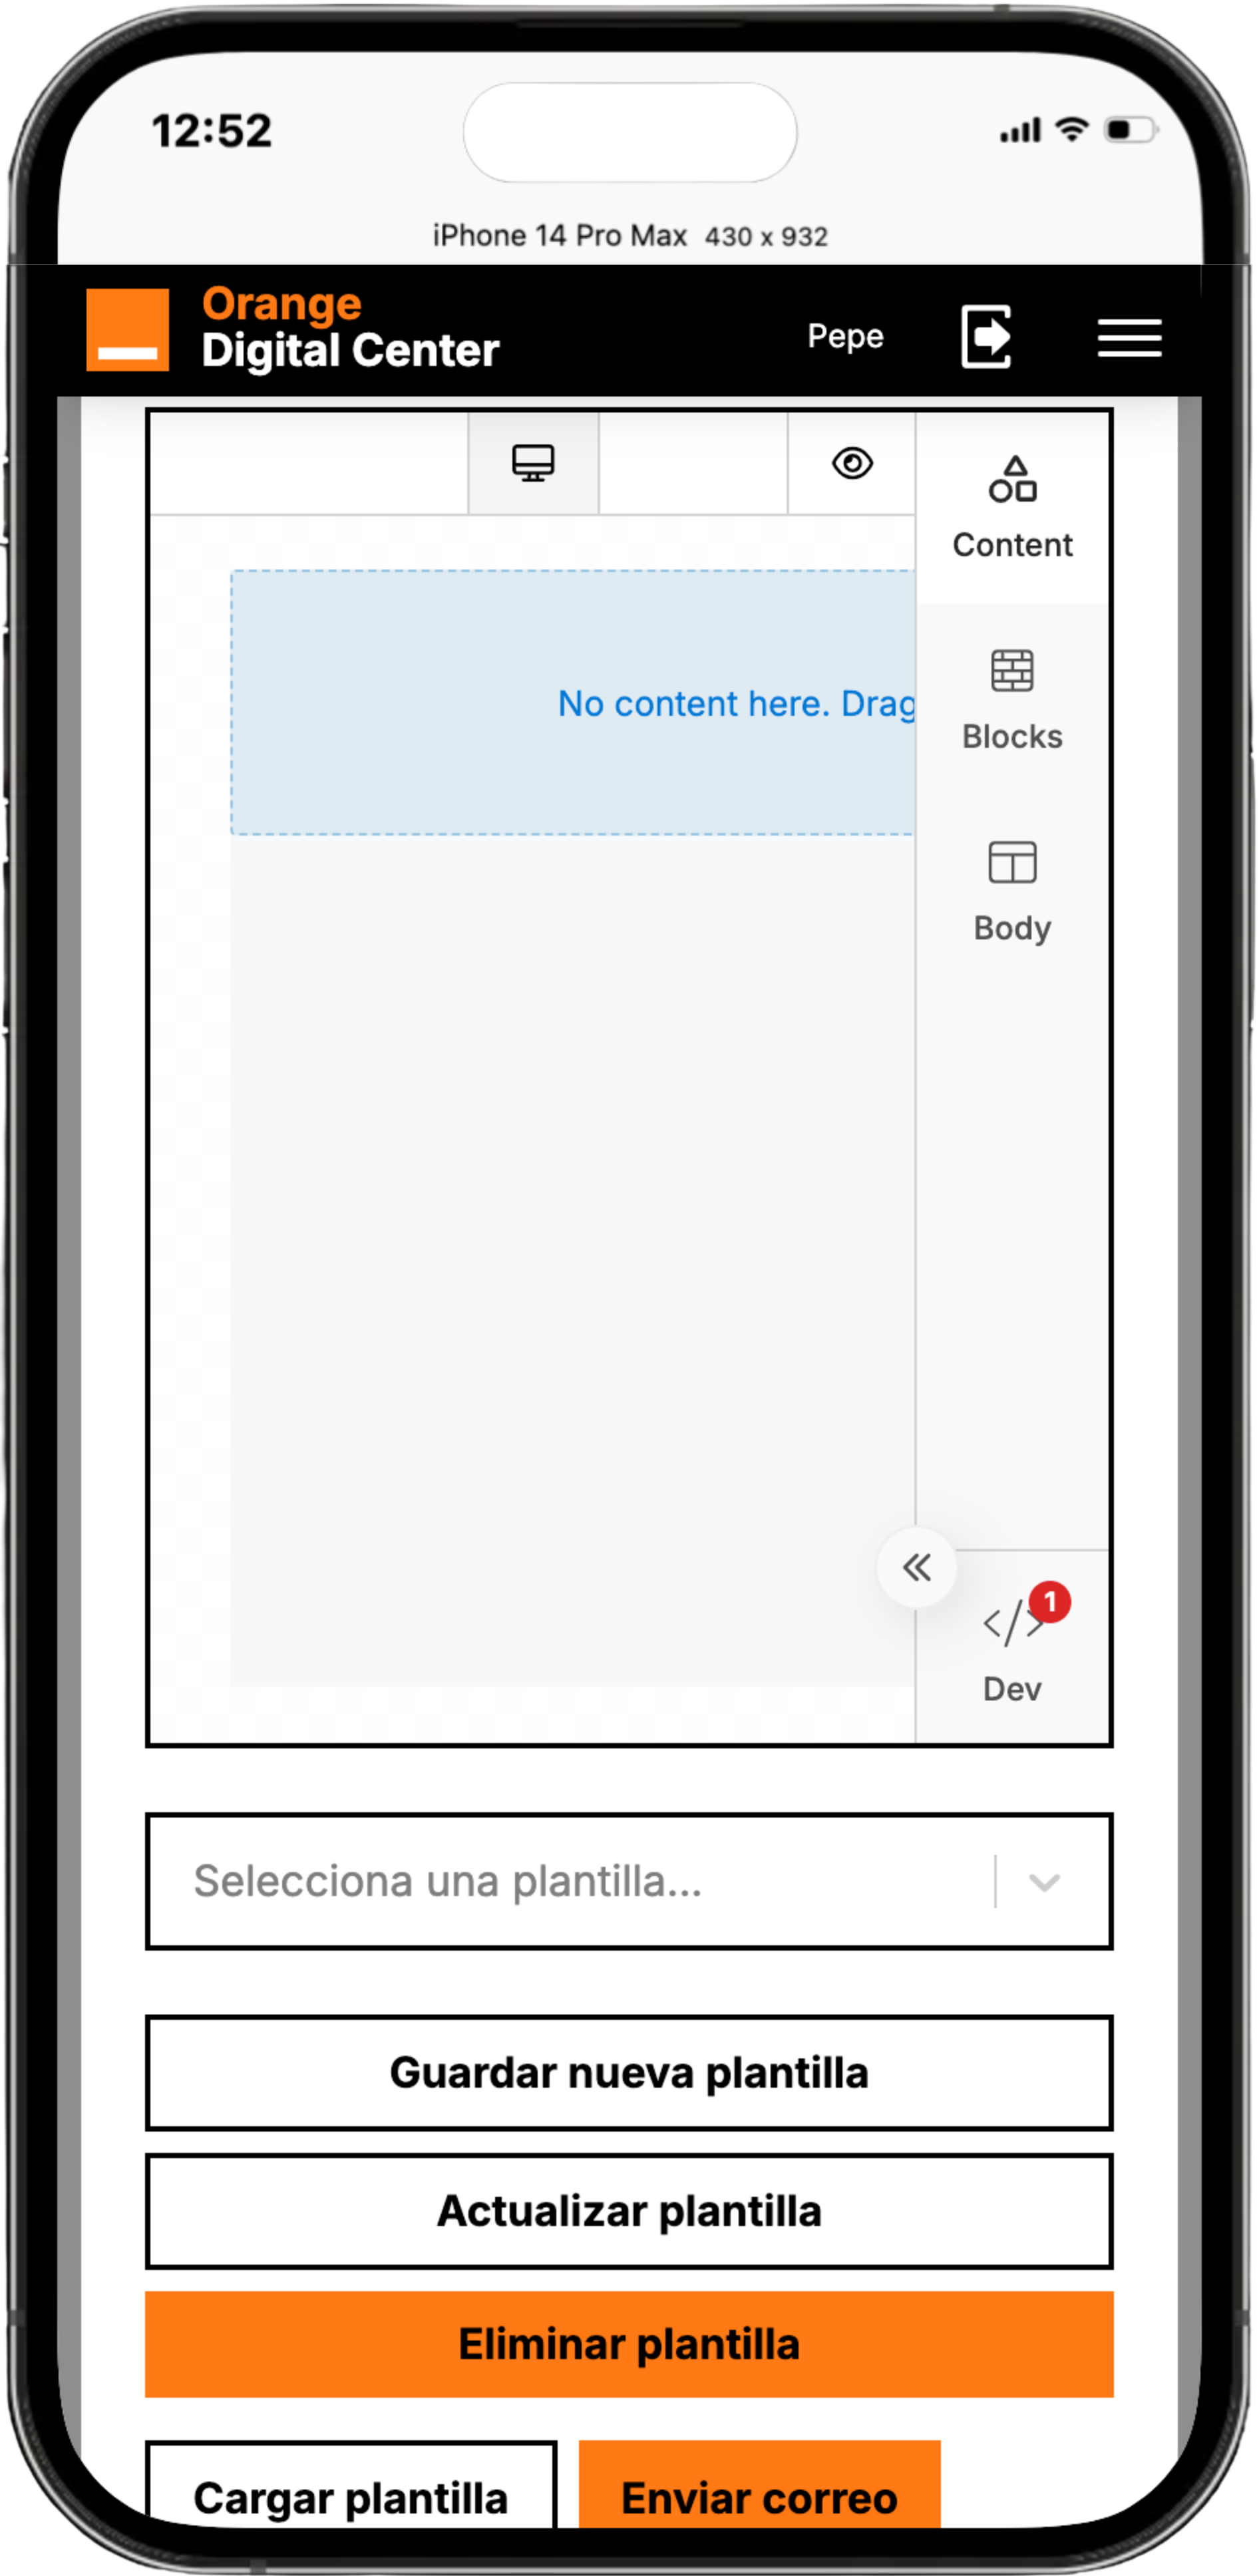 12:52
iPhone 14 Pro Max 430 x 932
Orange
Digital Center
Pepe
Content
No content here. Drag
Blocks
Body
1
Dev
Selecciona una plantilla...
Guardar nueva plantilla
Actualizar plantilla
Eliminar plantilla
Cargar plantilla
Enviar correo